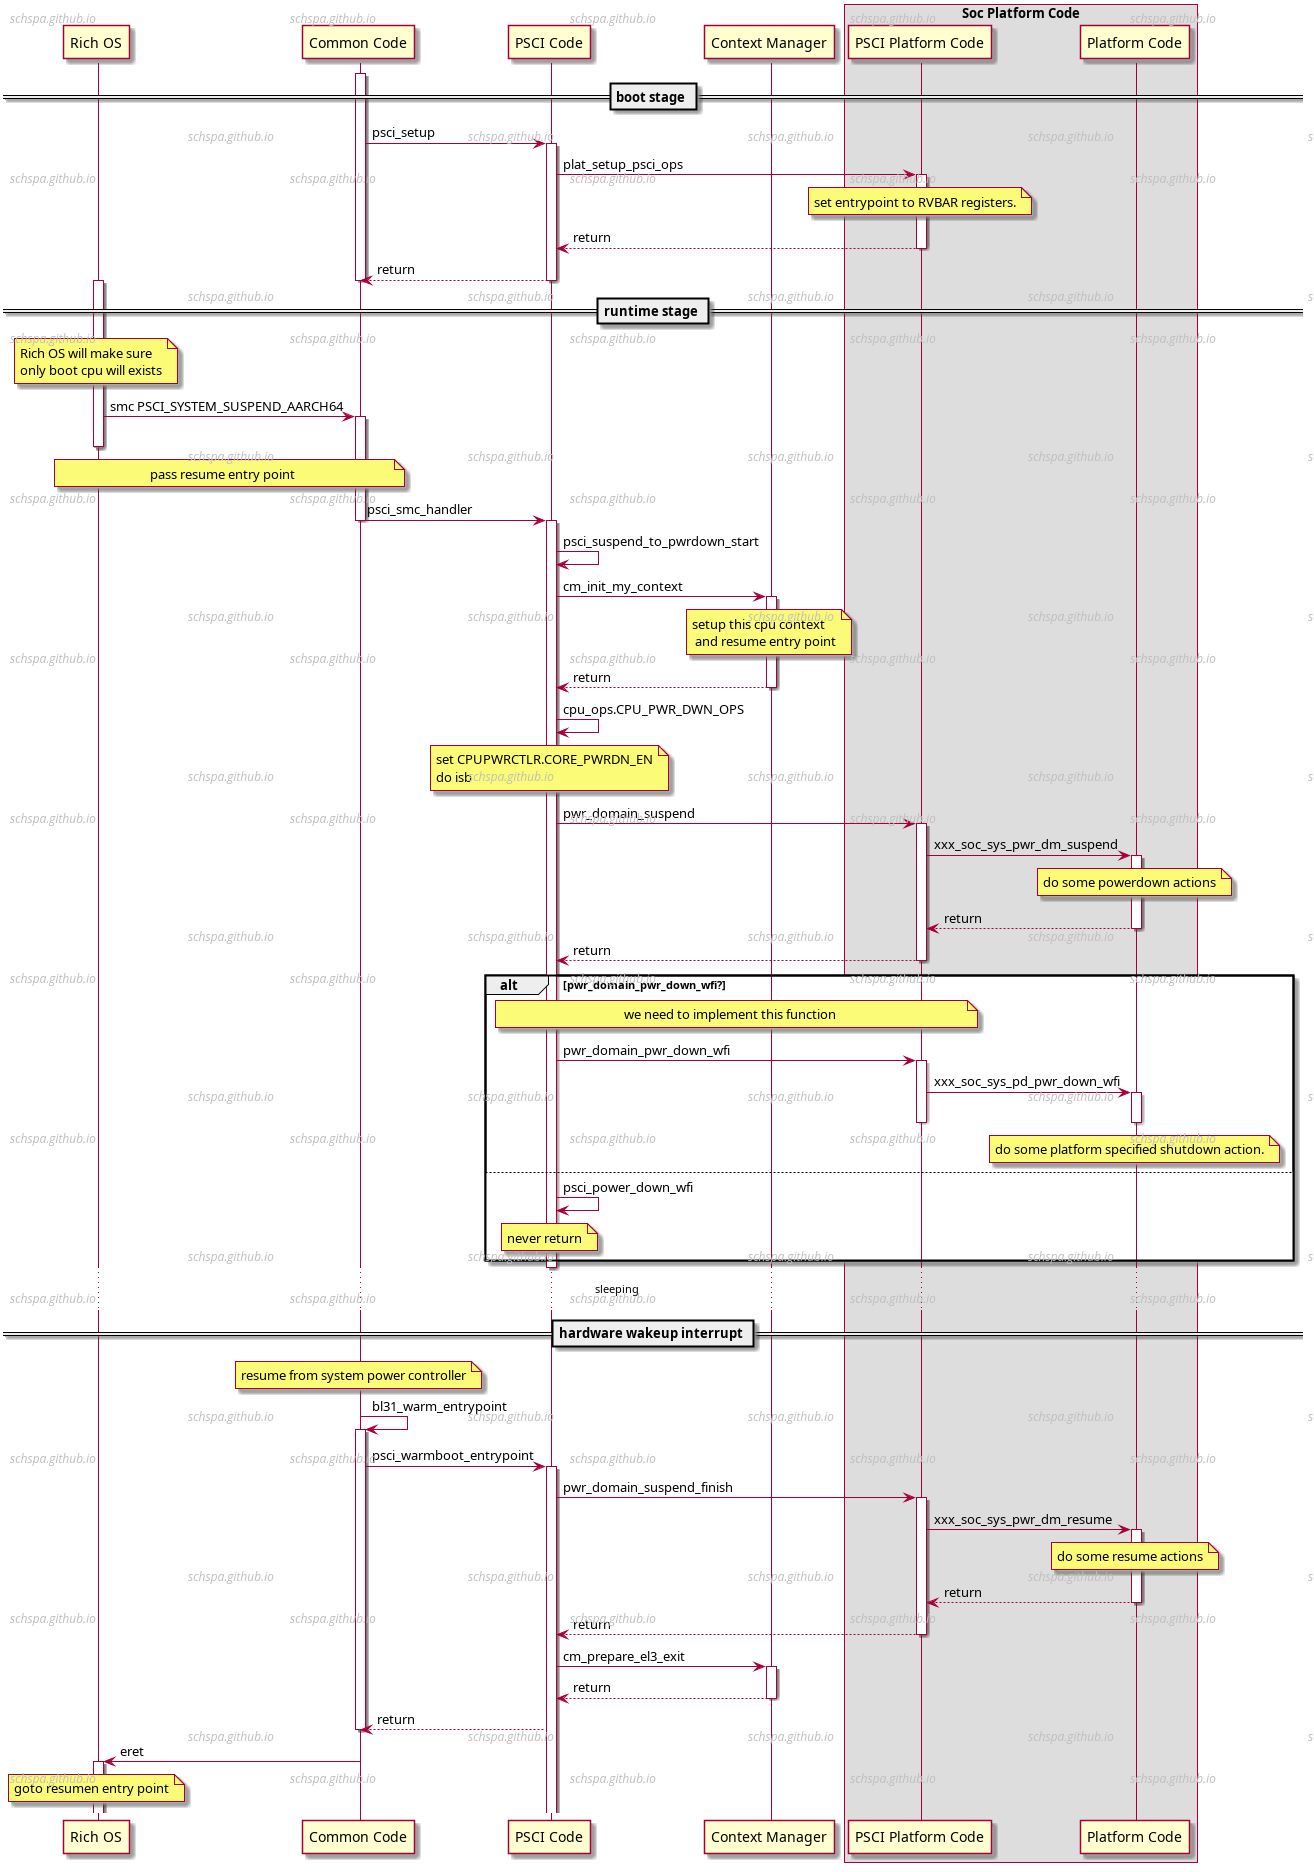 Soc Platform Code
Rich OS
Common Code
PSCI Code
Context Manager
PSCI Platform Code
Platform Code
boot stage
psci_setup
plat_setup_psci_ops
set entrypoint to RVBAR registers.
return
return
runtime stage
Rich OS will make sure
only boot cpu will exists
smc PSCI_SYSTEM_SUSPEND_AARCH64
pass resume entry point
psci_smc_handler
psci_suspend_to_pwrdown_start
cm_init_my_context
setup this cpu context
and resume entry point
return
cpu_ops.CPU_PWR_DWN_OPS
set CPUPWRCTLR.CORE_PWRDN_EN
do isb
pwr_domain_suspend
xxx_soc_sys_pwr_dm_suspend
do some powerdown actions
return
return
alt
[pwr_domain_pwr_down_wfi?]
we need to implement this function
pwr_domain_pwr_down_wfi
xxx_soc_sys_pd_pwr_down_wfi
do some platform specified shutdown action.
psci_power_down_wfi
never return
sleeping
hardware wakeup interrupt
resume from system power controller
bl31_warm_entrypoint
psci_warmboot_entrypoint
pwr_domain_suspend_finish
xxx_soc_sys_pwr_dm_resume
do some resume actions
return
return
cm_prepare_el3_exit
return
return
eret
goto resumen entry point
Rich OS
Common Code
PSCI Code
Context Manager
PSCI Platform Code
Platform Code
schspa.github.io